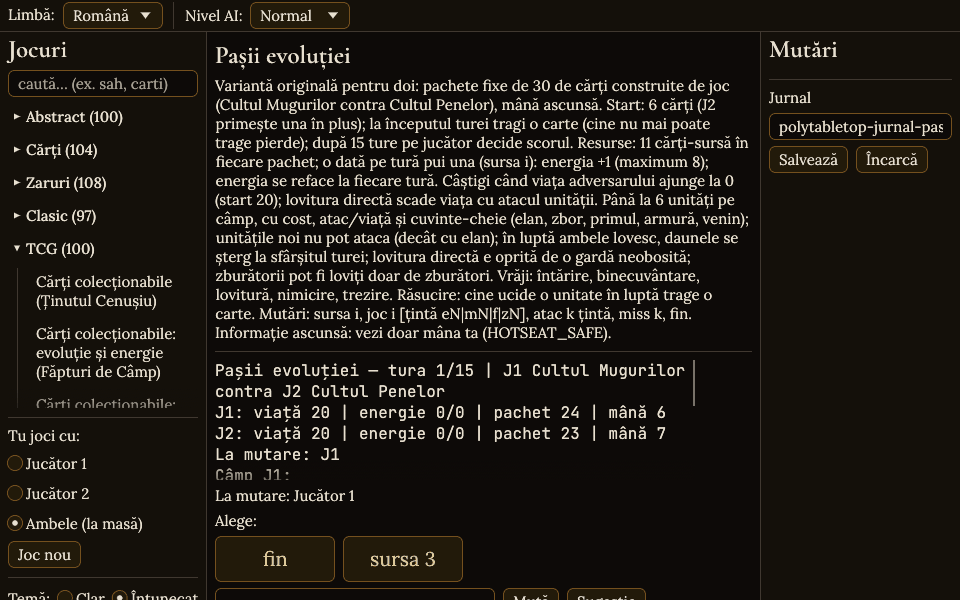 Limbă: Română ▼ Nivel AI: Normal ▼
Jocuri
caută... (ex. sah, carti)
▸ Abstract (100)
▸ Cărți (104)
▸ Zaruri (108)
▸ Clasic (97)
▾ TCG (100)
Cărți colecționabile
(Ținutul Cenușiu)
Cărți colecționabile:
evoluție și energie
(Făpturi de Câmp)
Cărți colecționabile:
Tu joci cu:
Jucător 1
Jucător 2
Ambele (la masă)
Joc nou
Temă: Clar Întunecat
Pașii evoluției
Variantă originală pentru doi: pachete fixe de 30 de cărți construite de joc
(Cultul Mugurilor contra Cultul Penelor), mână ascunsă. Start: 6 cărți (J2
primește una în plus); la începutul turei tragi o carte (cine nu mai poate
trage pierde); după 15 ture pe jucător decide scorul. Resurse: 11 cărți-sursă în
fiecare pachet; o dată pe tură pui una (sursa i): energia +1 (maximum 8);
energia se reface la fiecare tură. Câștigi când viața adversarului ajunge la 0
(start 20); lovitura directă scade viața cu atacul unității. Până la 6 unități pe
câmp, cu cost, atac/viață și cuvinte-cheie (elan, zbor, primul, armură, venin);
unitățile noi nu pot ataca (decât cu elan); în luptă ambele lovesc, daunele se
șterg la sfârșitul turei; lovitura directă e oprită de o gardă neobosită;
zburătorii pot fi loviți doar de zburători. Vrăji: întărire, binecuvântare,
lovitură, nimicire, trezire. Răsucire: cine ucide o unitate în luptă trage o
carte. Mutări: sursa i, joc i [țintă eN|mN|f|zN], atac k țintă, miss k, fin.
Informație ascunsă: vezi doar mâna ta (HOTSEAT_SAFE).
Pașii evoluției — tura 1/15 | J1 Cultul Mugurilor
contra J2 Cultul Penelor
J1: viață 20 | energie 0/0 | pachet 24 | mână 6
J2: viață 20 | energie 0/0 | pachet 23 | mână 7
La mutare: J1
Câmp J1:
La mutare: Jucător 1
Alege:
fin sursa 3
Mută Sugestie
Mutări
Jurnal
polytabletop-jurnal-pas
Salvează Încarcă